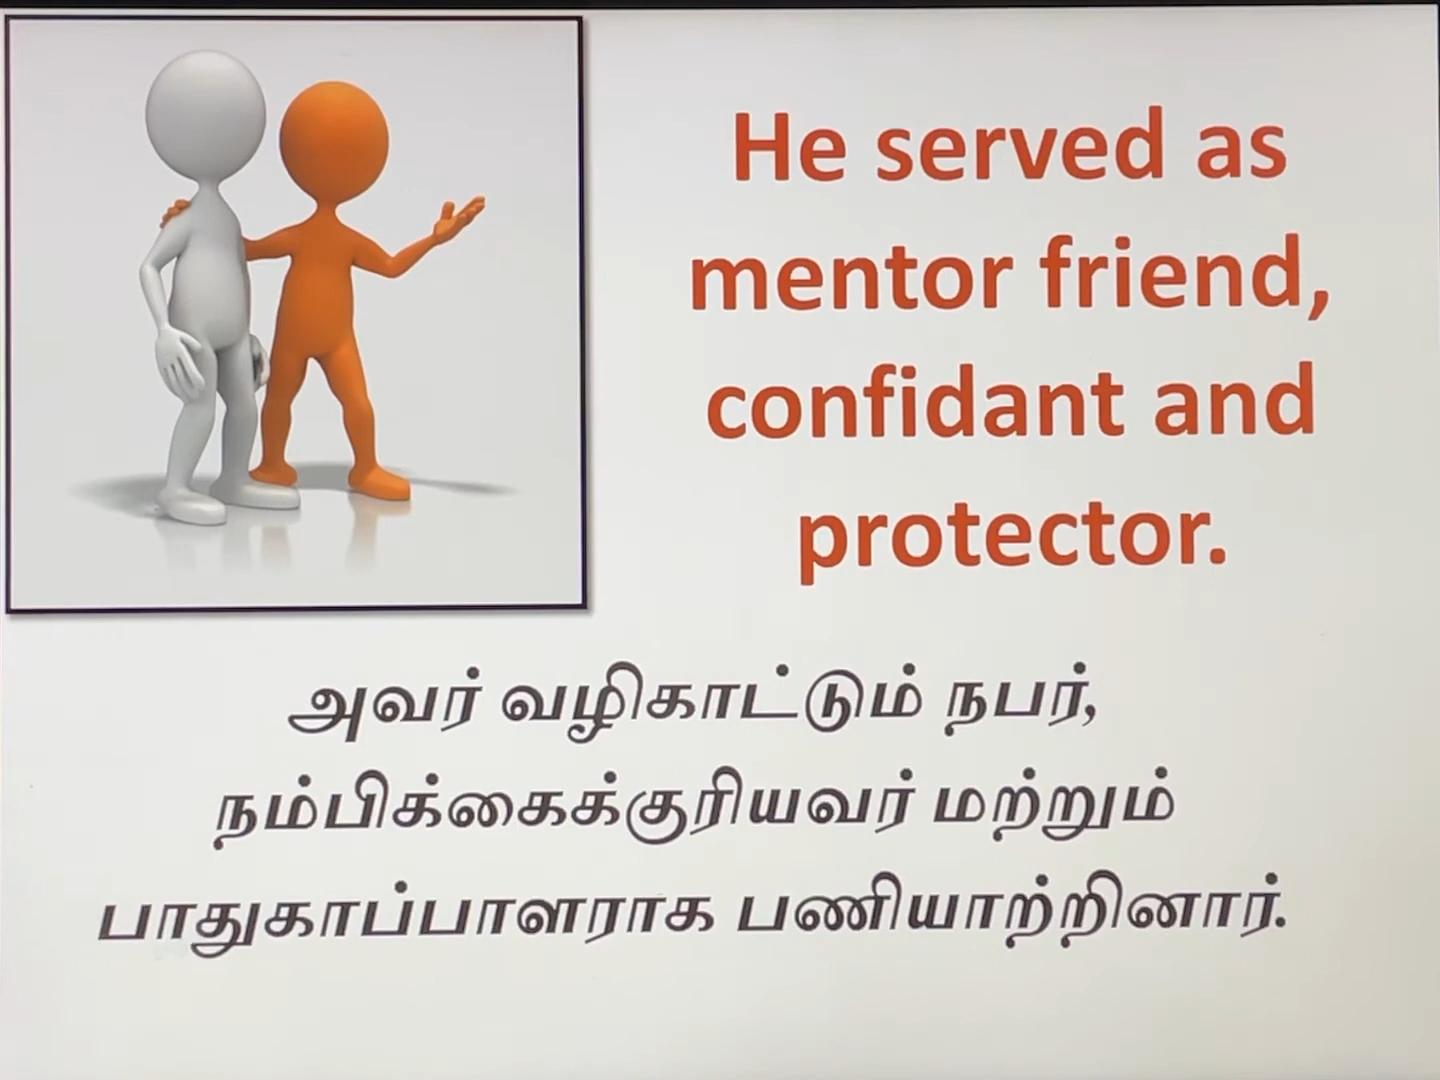 He served as
mentor friend,
confidant and
protector.
அவர் வழிகாட்டும் நபர்,
நம்பிக்கைக்குரியவர் மற்றும்
பாதுகாப்பாளராக பணியாற்றினார்.